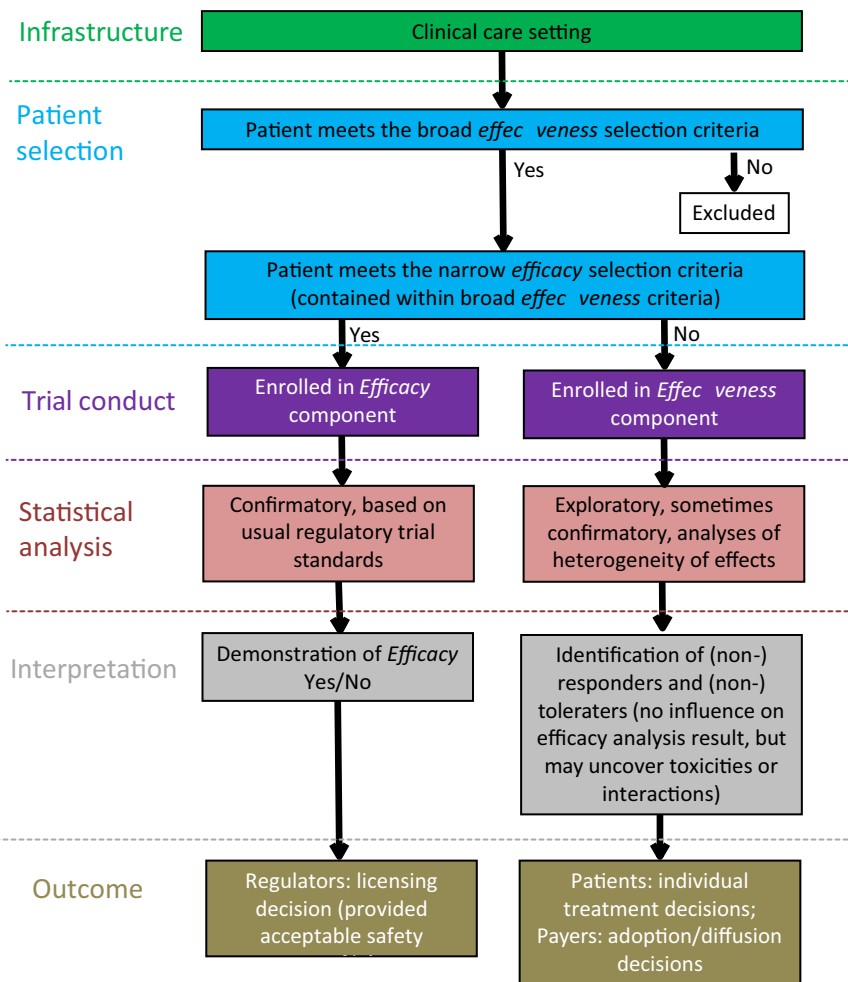 Infrastructure
Clinical care setting
Patient
selection
Patient meets the broad effec veness selection criteria
Yes
No
Excluded
Patient meets the narrow efficacy selection criteria
(contained within broad effec veness criteria)
Yes
No
Trial conduct
Enrolled in Efficacy
component
Enrolled in Effec veness
component
Statistical
analysis
Confirmatory, based on
usual regulatory trial
standards
Exploratory, sometimes
confirmatory, analyses of
heterogeneity of effects
Interpretation
Demonstration of Efficacy
Yes/No
Identification of (non-)
responders and (non-)
toleraters (no influence on
efficacy analysis result, but
may uncover toxicities or
interactions)
Outcome
Regulators: licensing
decision (provided
acceptable safety
Patients: individual
treatment decisions;
Payers: adoption/diffusion
decisions